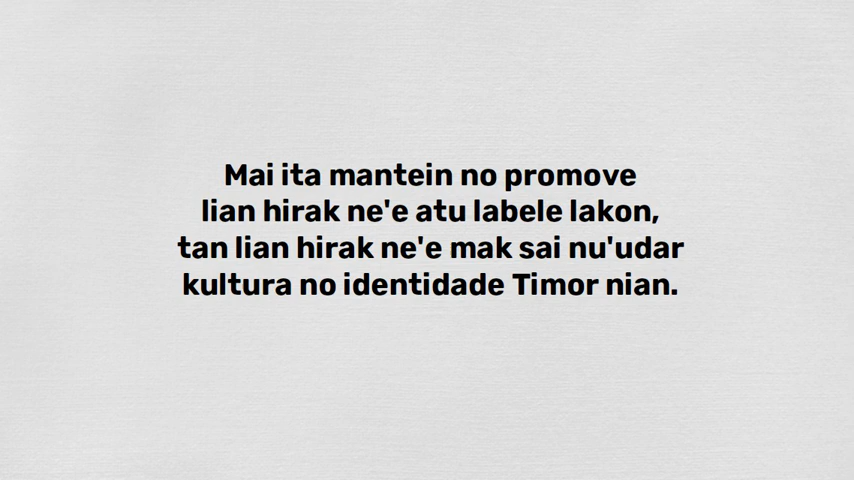 Mai ita mantein no promove
lian hirak ne'e atu labele lakon,
tan lian hirak ne'e mak sai nu'udar
kultura no identidade Timor nian.